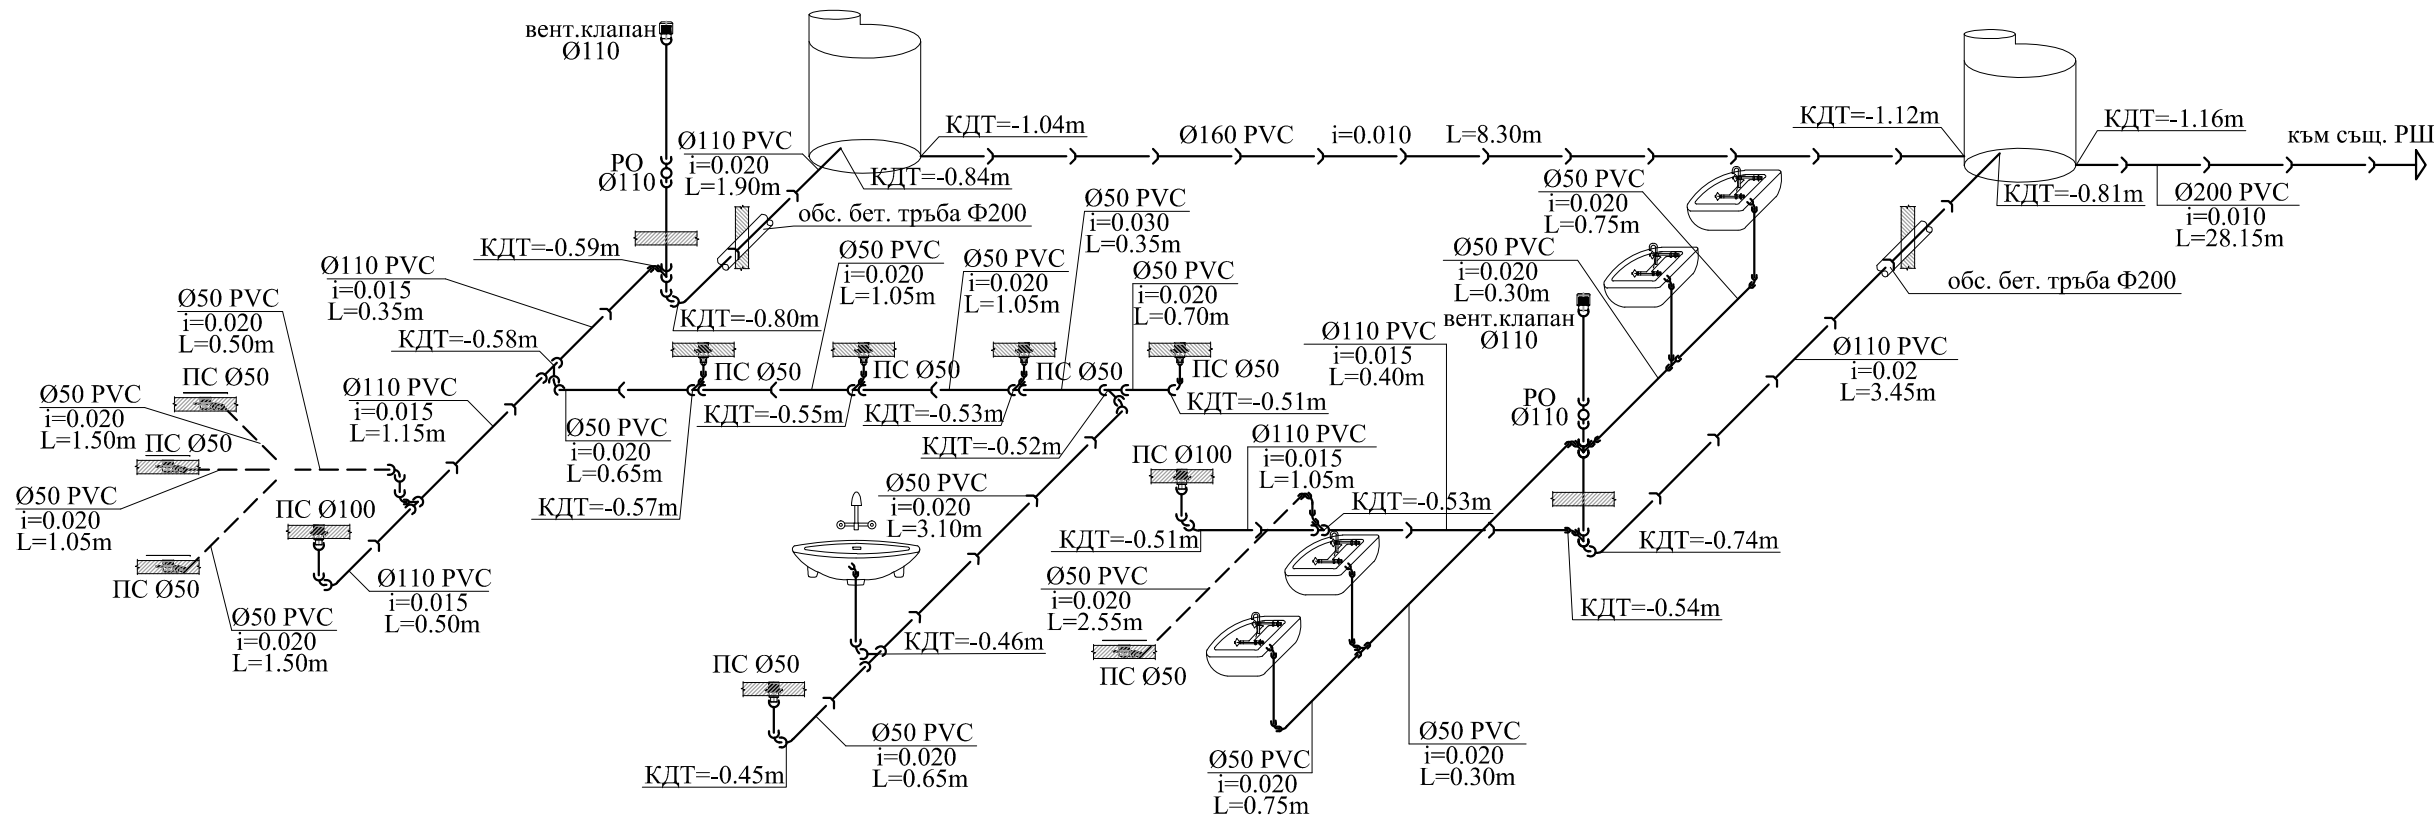 вент.клапан
Ø110
КДТ=-1.04m
Ø160 PVC i=0.010 L=8.30m
КДТ=-1.12m
КДТ=-1.16m
към същ. РШ
РО
Ø110
Ø110 PVC
i=0.020
L=1.90m
КДТ=-0.84m
обс. бет. тръба Ф200
Ø50 PVC
i=0.020
L=0.75m
КДТ=-0.81m
Ø200 PVC
i=0.010
L=28.15m
КДТ=-0.59m
Ø50 PVC
i=0.030
L=0.35m
Ø50 PVC
i=0.020
L=1.05m
Ø50 PVC
i=0.020
L=1.05m
Ø50 PVC
i=0.020
L=0.70m
Ø50 PVC
i=0.020
L=0.30m
обс. бет. тръба Ф200
Ø110 PVC
i=0.015
L=0.35m
Ø50 PVC
i=0.020
L=0.50m
КДТ=-0.58m
КДТ=-0.80m
вент.клапан
Ø110
Ø110 PVC
i=0.015
L=0.40m
Ø110 PVC
i=0.02
L=3.45m
ПС Ø50
ПС Ø50
ПС Ø50
ПС Ø50
ПС Ø50
Ø50 PVC
i=0.020
L=1.50m
Ø110 PVC
i=0.015
L=1.15m
КДТ=-0.55m
КДТ=-0.53m
КДТ=-0.51m
РО
Ø110
ПС Ø50
Ø50 PVC
i=0.020
L=0.65m
КДТ=-0.52m
Ø110 PVC
i=0.015
L=1.05m
ПС Ø100
Ø50 PVC
i=0.020
L=1.05m
ПС Ø100
КДТ=-0.57m
Ø50 PVC
i=0.020
L=3.10m
КДТ=-0.53m
КДТ=-0.51m
КДТ=-0.74m
ПС Ø50
Ø110 PVC
i=0.015
L=0.50m
Ø50 PVC
i=0.020
L=2.55m
КДТ=-0.54m
Ø50 PVC
i=0.020
L=1.50m
КДТ=-0.46m
ПС Ø50
ПС Ø50
Ø50 PVC
i=0.020
L=0.65m
КДТ=-0.45m
Ø50 PVC
i=0.020
L=0.30m
Ø50 PVC
i=0.020
L=0.75m